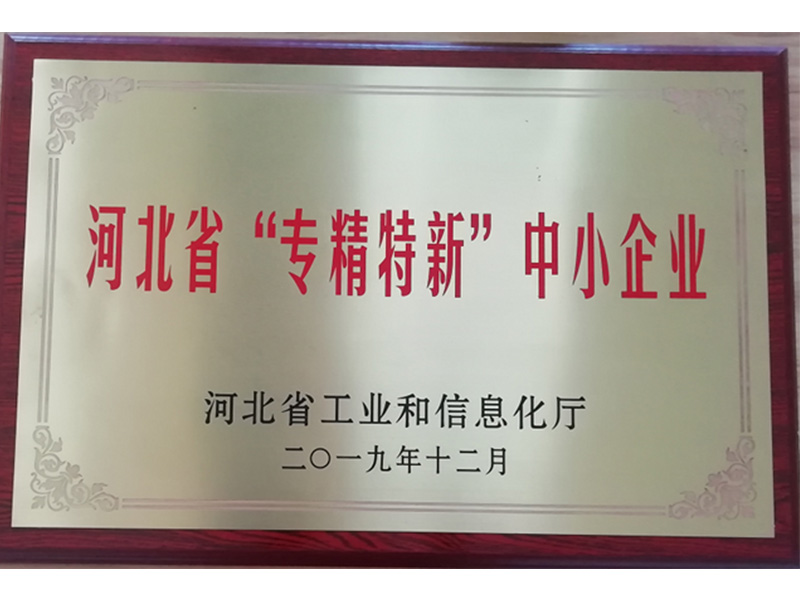 河北省“专精特新”中小企业
河北省工业和信息化厅
二〇一九年十二月